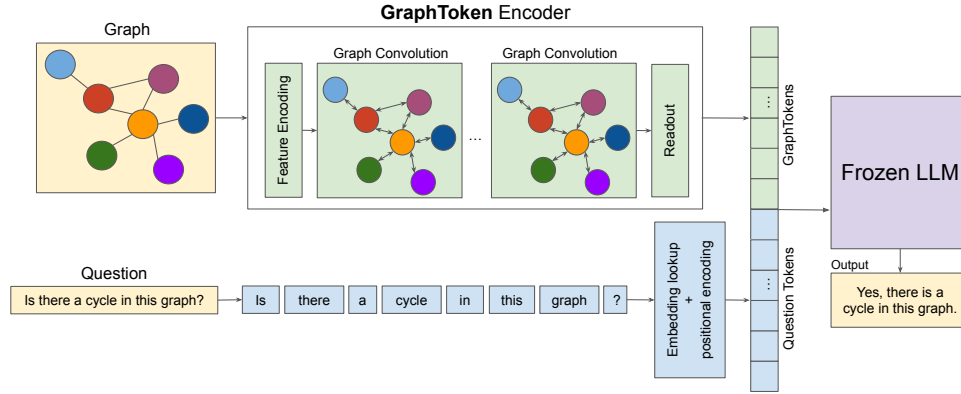 GraphToken Encoder
Graph
Graph Convolution
Graph Convolution
Feature Encoding
...
Readout
...
GraphTokens
Frozen LLM
Question
Is there a cycle in this graph?
Is there a cycle in this graph ?
Embedding lookup
+
positional encoding
...
Question Tokens
Output
Yes, there is a
cycle in this graph.